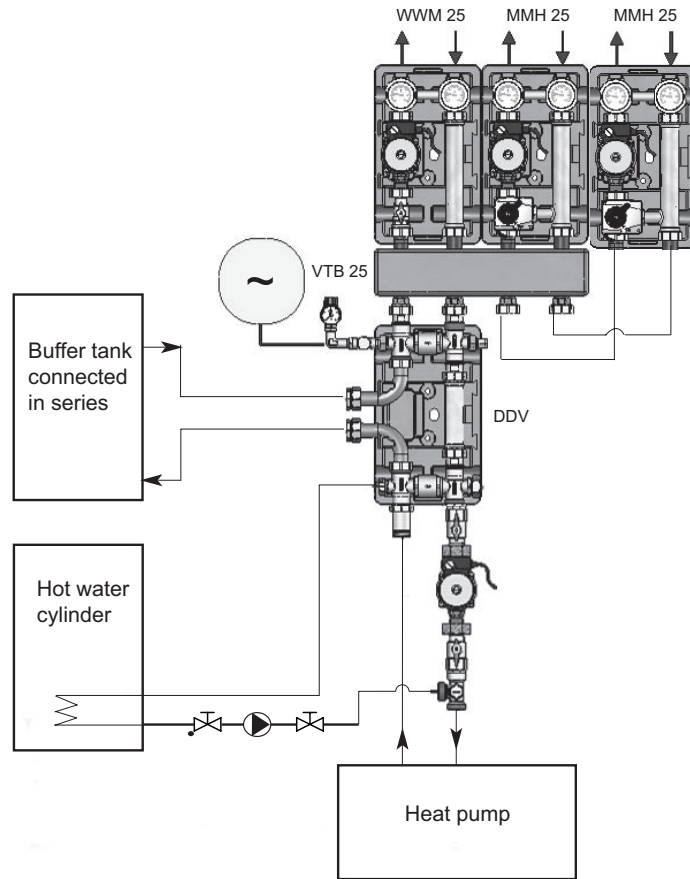 WWM 25
MMH 25
MMH 25
VTB 25
~
Buffer tank
connected
in series
DDV
Hot water
cylinder
Heat pump